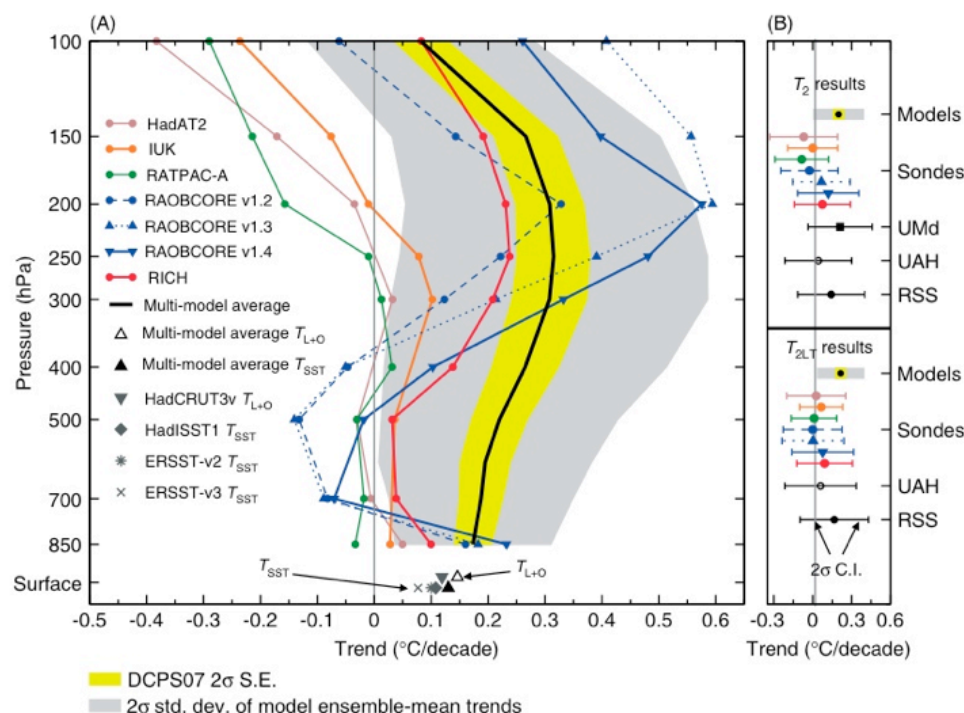 (A)
(B)
100
150
200
250
300
400
500
700
850
Surface
Pressure (hPa)
HadAT2
IUK
RATPAC-A
RAOBCORE v1.2
RAOBCORE v1.3
RAOBCORE v1.4
RICH
Multi-model average
Multi-model average T_L+O
Multi-model average T_SST
HadCRUT3v T_L+O
HadISST1 T_SST
ERSST-v2 T_SST
ERSST-v3 T_SST
T_SST
T_L+O
-0.5 -0.4 -0.3 -0.2 -0.1 0 0.1 0.2 0.3 0.4 0.5 0.6
Trend (°C/decade)
DCPS07 2σ S.E.
2σ std. dev. of model ensemble-mean trends
T_2 results
Models
Sondes
UMd
UAH
RSS
T_2LT results
Models
Sondes
UAH
RSS
2σ C.I.
-0.3 0 0.3 0.6
Trend (°C/decade)